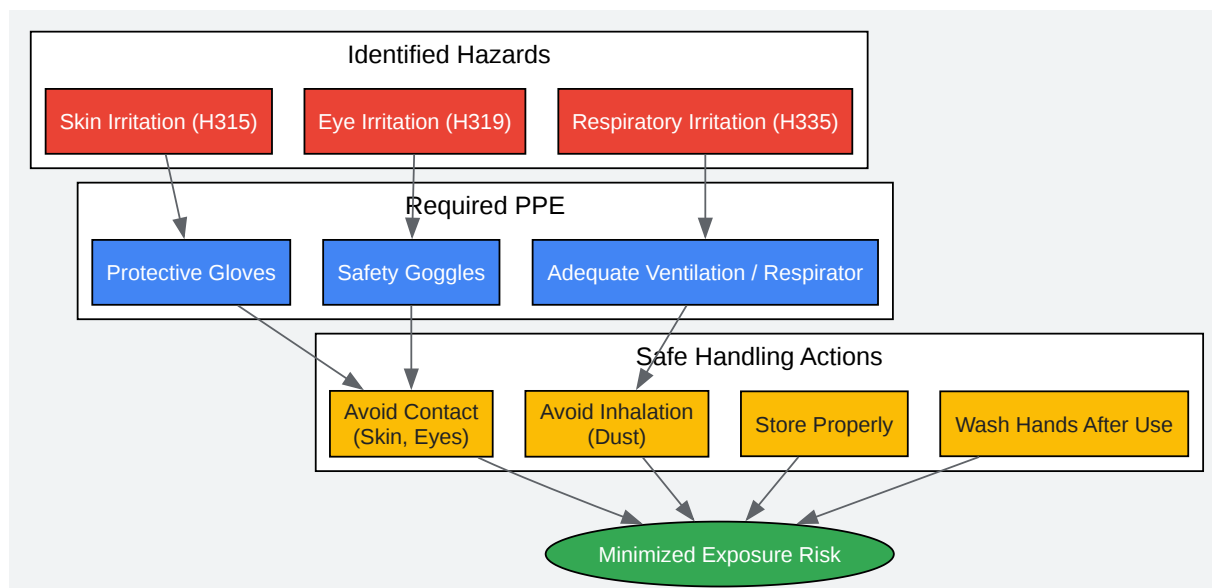 Identified Hazards
Skin Irritation (H315)
Eye Irritation (H319)
Respiratory Irritation (H335)
Required PPE
Protective Gloves
Safety Goggles
Adequate Ventilation / Respirator
Safe Handling Actions
Avoid Contact
(Skin, Eyes)
Avoid Inhalation
(Dust)
Store Properly
Wash Hands After Use
Minimized Exposure Risk